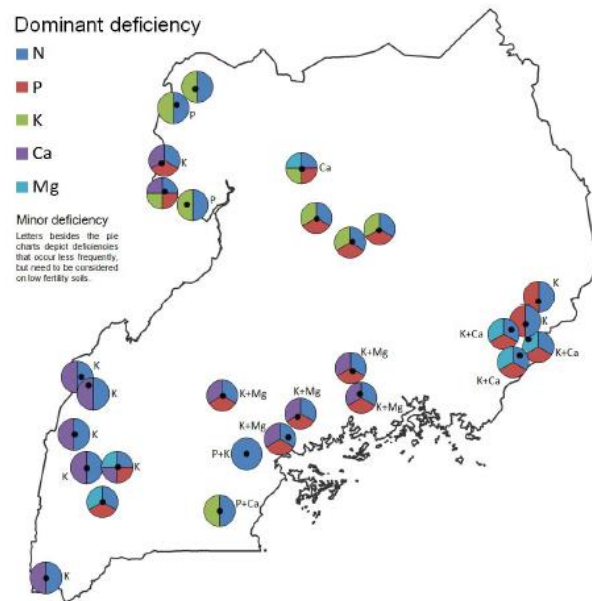 Dominant deficiency
N
P
K
Ca
Mg
Minor deficiency
Letters besides the pie
charts depict deficiencies
that occur less frequently,
but need to be considered
on low fertility soils.
P
K
P
Ca
K
K
K+Ca
K+Ca
K+Ca
K+Mg
K
K
K+Mg
K+Mg
K+Mg
K+Mg
K
P+K
K
K
P+Ca
K